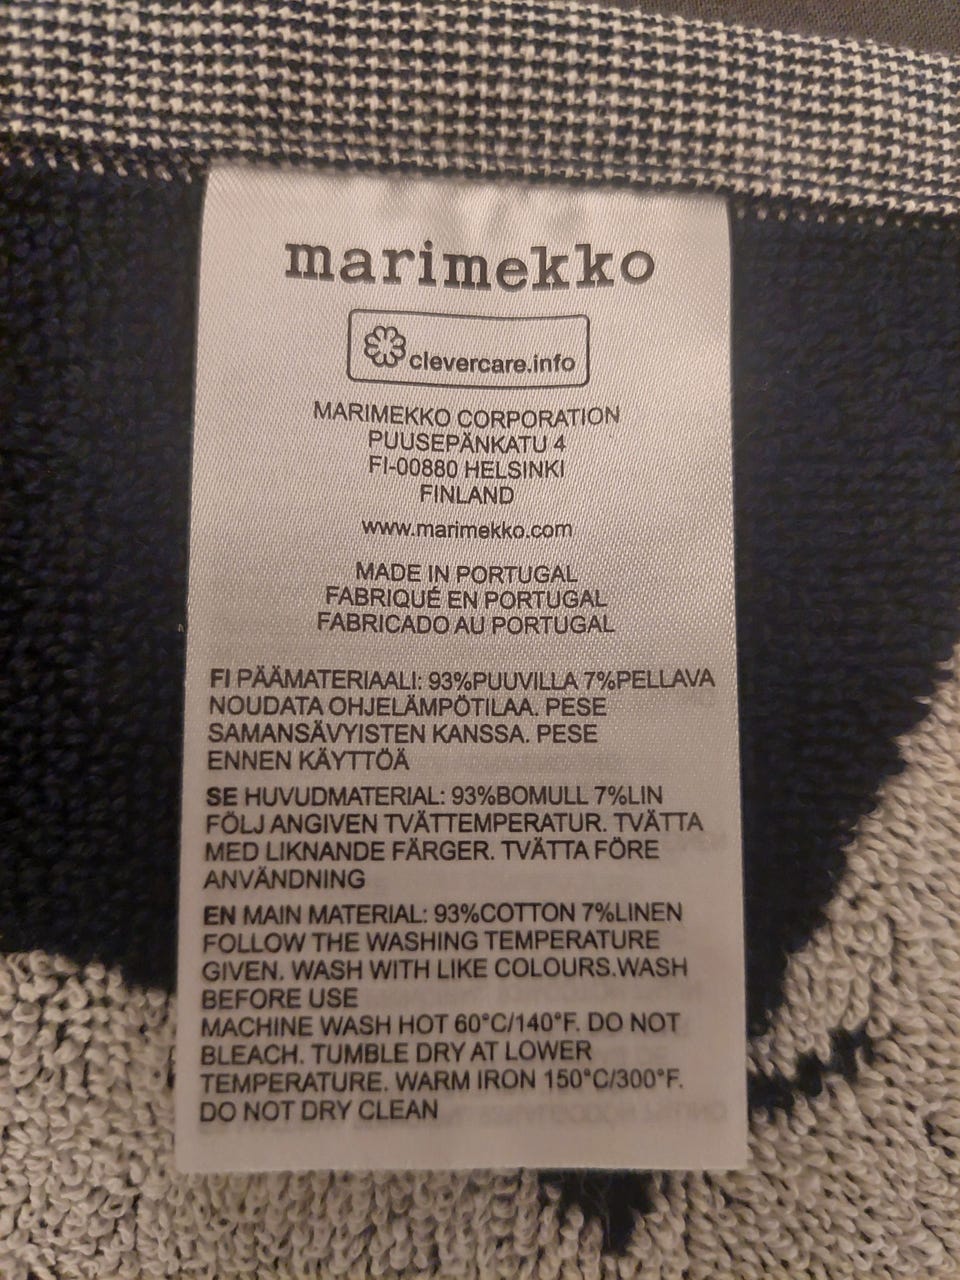 marimekko
clevercare.info
MARIMEKKO CORPORATION
PUUSEPÄNKATU 4
FI-00880 HELSINKI
FINLAND
www.marimekko.com
MADE IN PORTUGAL
FABRIQUÉ EN PORTUGAL
FABRICADO AU PORTUGAL
FI PÄÄMATERIAALI: 93%PUUVILLA 7%PELLAVA
NOUDATA OHJELÄMPÖTILAA. PESE
SAMANSÄVYISTEN KANSSA. PESE
ENNEN KÄYTTÖÄ
SE HUVUDMATERIAL: 93%BOMULL 7%LIN
FÖLJ ANGIVEN TVÄTTEMPERATUR. TVÄTTA
MED LIKNANDE FÄRGER. TVÄTTA FÖRE
ANVÄNDNING
EN MAIN MATERIAL: 93%COTTON 7%LINEN
FOLLOW THE WASHING TEMPERATURE
GIVEN. WASH WITH LIKE COLOURS.WASH
BEFORE USE
MACHINE WASH HOT 60°C/140°F. DO NOT
BLEACH. TUMBLE DRY AT LOWER
TEMPERATURE. WARM IRON 150°C/300°F.
DO NOT DRY CLEAN